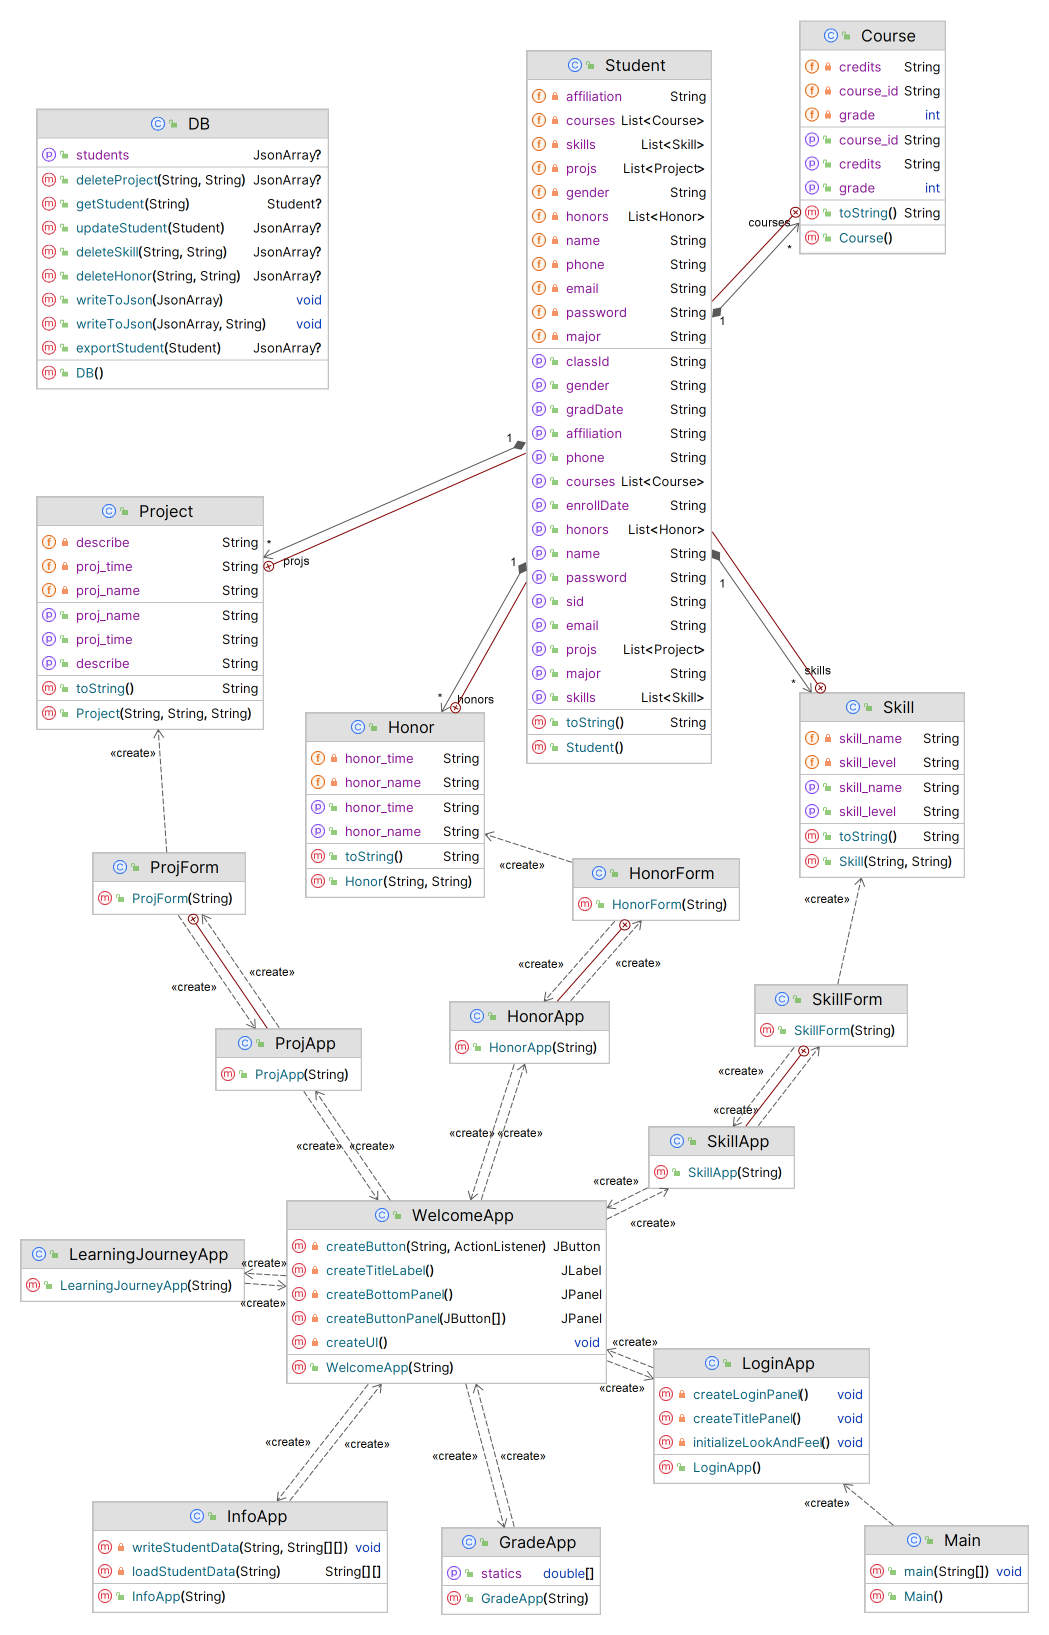 Course
credits String
course_id String
grade int
course_id String
credits String
grade int
toString() String
Course()
Student
affiliation String
courses List<Course>
skills List<Skill>
projs List<Project>
gender String
honors List<Honor>
name String
phone String
email String
password String
major String
classId String
gender String
gradDate String
affiliation String
phone String
courses List<Course>
enrollDate String
honors List<Honor>
name String
password String
sid String
email String
projs List<Project>
major String
skills List<Skill>
toString() String
Student()
DB
students JsonArray?
deleteProject(String, String) JsonArray?
getStudent(String) Student?
updateStudent(Student) JsonArray?
deleteSkill(String, String) JsonArray?
deleteHonor(String, String) JsonArray?
writeToJson(JsonArray) void
writeToJson(JsonArray, String) void
exportStudent(Student) JsonArray?
DB()
courses
*
1
1
*
projs
1
*
honors
1
*
skills
Project
describe String
proj_time String
proj_name String
proj_name String
proj_time String
describe String
toString() String
Project(String, String, String)
Honor
honor_time String
honor_name String
honor_time String
honor_name String
toString() String
Honor(String, String)
Skill
skill_name String
skill_level String
skill_name String
skill_level String
toString() String
Skill(String, String)
«create»
«create»
«create»
ProjForm
ProjForm(String)
HonorForm
HonorForm(String)
SkillForm
SkillForm(String)
«create»
«create»
«create»
«create»
«create»
«create»
ProjApp
ProjApp(String)
HonorApp
HonorApp(String)
SkillApp
SkillApp(String)
«create»
«create»
«create»
«create»
«create»
«create»
WelcomeApp
createButton(String, ActionListener) JButton
createTitleLabel() JLabel
createBottomPanel() JPanel
createButtonPanel(JButton[]) JPanel
createUI() void
WelcomeApp(String)
LearningJourneyApp
LearningJourneyApp(String)
«create»
«create»
«create»
«create»
LoginApp
createLoginPanel() void
createTitlePanel() void
initializeLookAndFeel() void
LoginApp()
«create»
«create»
«create»
«create»
«create»
InfoApp
writeStudentData(String, String[][]) void
loadStudentData(String) String[][]
InfoApp(String)
GradeApp
statics double[]
GradeApp(String)
Main
main(String[]) void
Main()